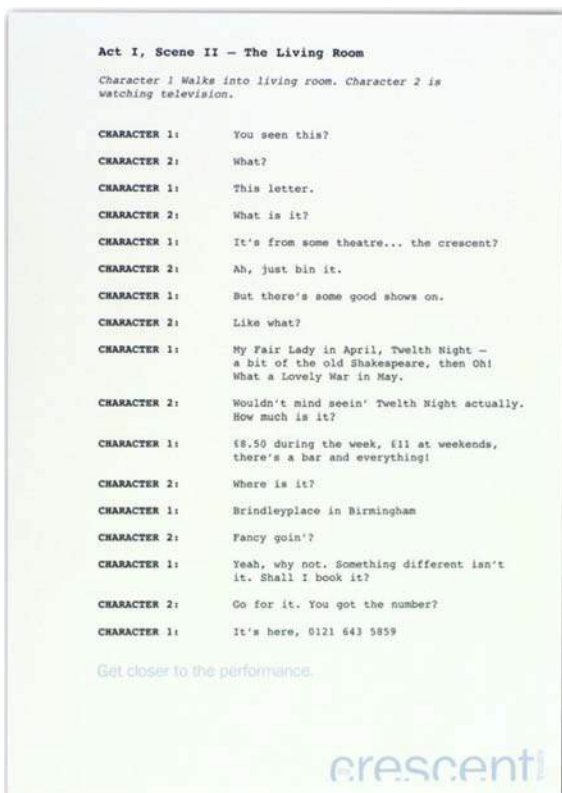 Act I, Scene II — The Living Room
Character 1 Walks into living room. Character 2 is
watching television.
CHARACTER 1: You seen this?
CHARACTER 2: What?
CHARACTER 1: This letter.
CHARACTER 2: What is it?
CHARACTER 1: It's from some theatre... the crescent?
CHARACTER 2: Ah, just bin it.
CHARACTER 1: But there's some good shows on.
CHARACTER 2: Like what?
CHARACTER 1: My Fair Lady in April, Twelth Night —
a bit of the old Shakespeare, then Oh!
What a Lovely War in May.
CHARACTER 2: Wouldn't mind seein' Twelth Night actually.
How much is it?
CHARACTER 1: £8.50 during the week, £11 at weekends,
there's a bar and everything!
CHARACTER 2: Where is it?
CHARACTER 1: Brindleyplace in Birmingham
CHARACTER 2: Fancy goin'?
CHARACTER 1: Yeah, why not. Something different isn't
it. Shall I book it?
CHARACTER 2: Go for it. You got the number?
CHARACTER 1: It's here, 0121 643 5859
Get closer to the performance.
the crescent theatre